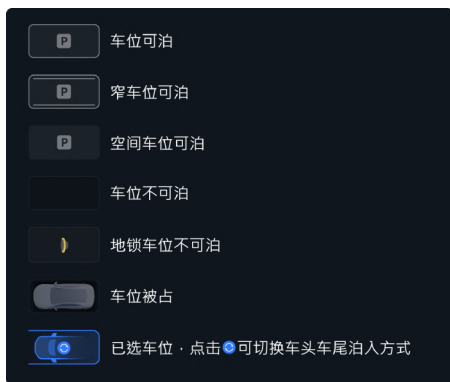 P 车位可泊
P 窄车位可泊
P 空间车位可泊
车位不可泊
地锁车位不可泊
车位被占
已选车位 · 点击可切换车头车尾泊入方式